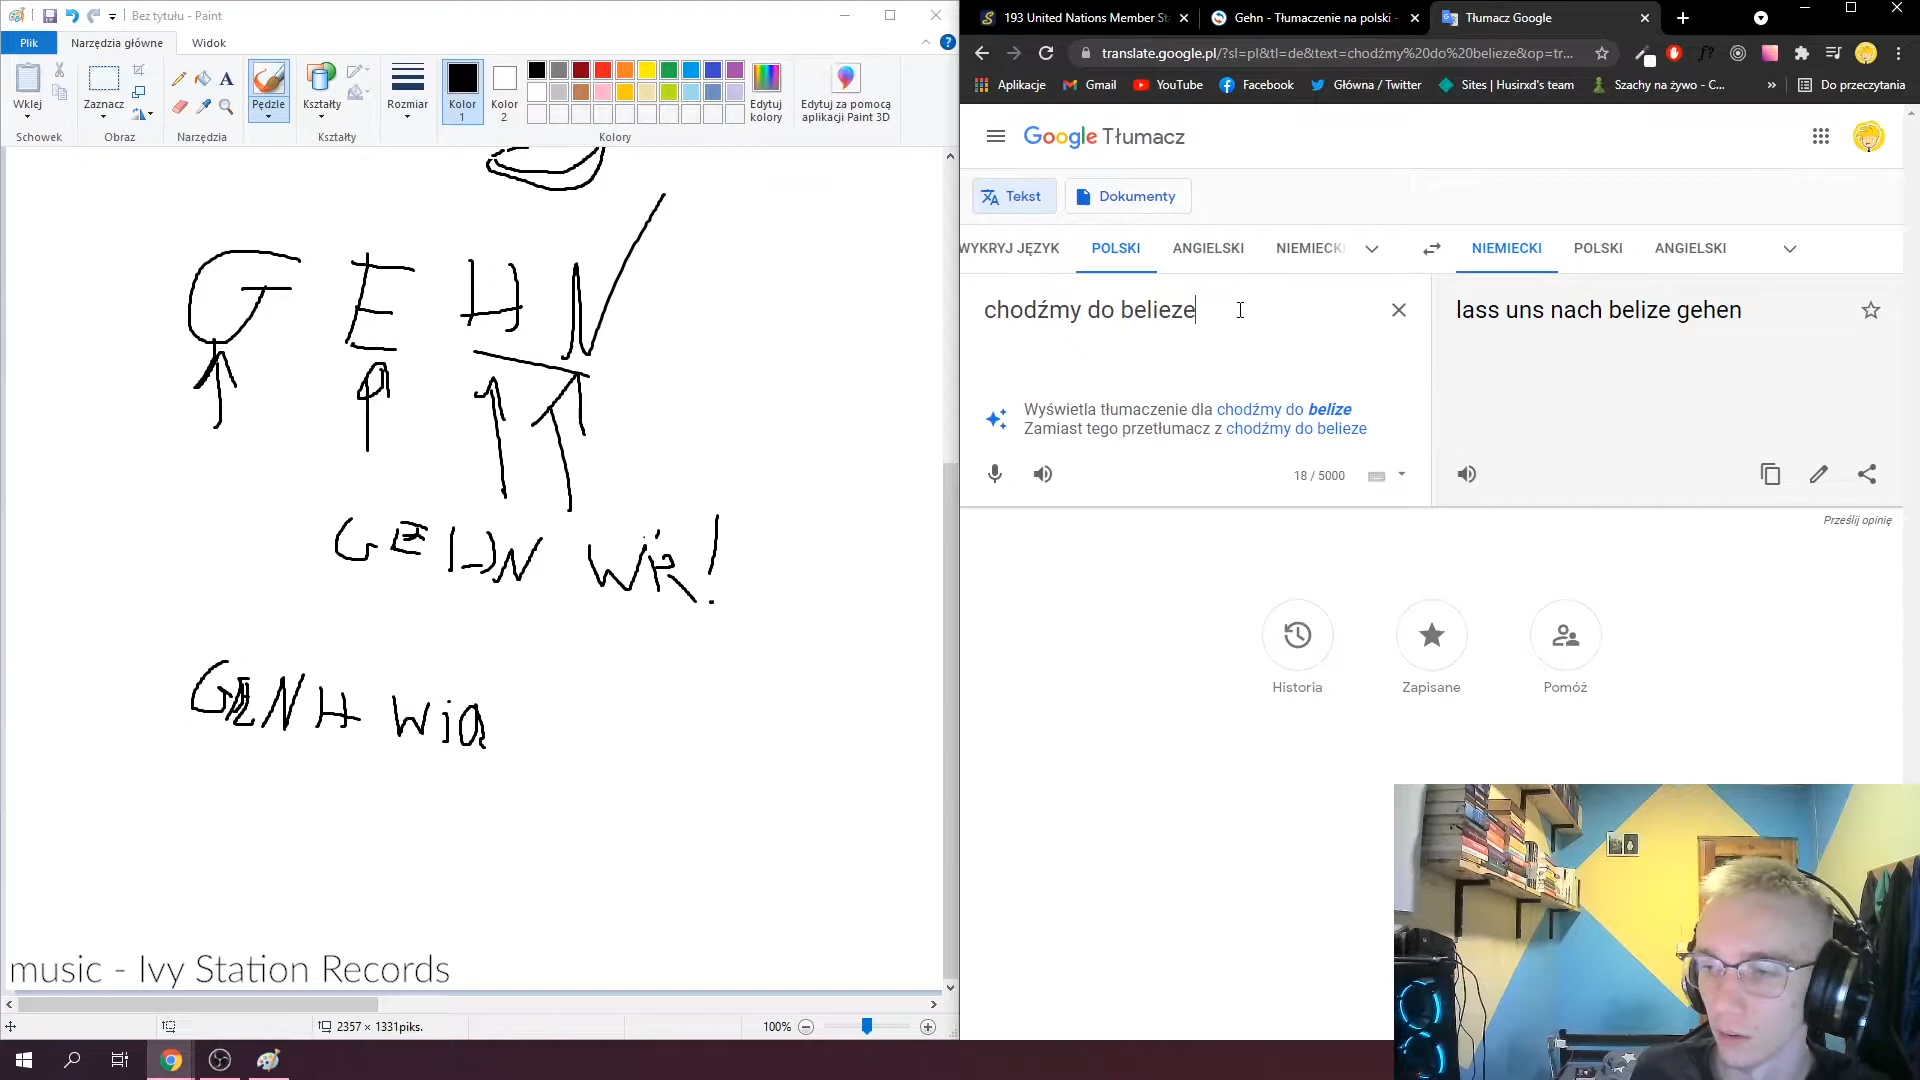 Bez tytułu - Paint
Plik
Narzędzia główne
Widok
Wklej
Zaznacz
Pędzle
Kształty
Rozmiar
Kolor 1
Kolor 2
Edytuj kolory
Edytuj za pomocą aplikacji Paint 3D
Schowek
Obraz
Narzędzia
Kształty
Kolory
G E H N
GEHN WIR!
GENH WIR
music - Ivy Station Records
2357 × 1331piks.
100%
193 United Nations Member St
Gehn - Tłumaczenie na polski -
Tłumacz Google
translate.google.pl/?sl=pl&tl=de&text=chodźmy%20do%20belieze&op=tr...
Aplikacje
Gmail
YouTube
Facebook
Główna / Twitter
Sites | Husirxd's team
Szachy na żywo - C...
»
Do przeczytania
Google Tłumacz
Tekst
Dokumenty
WYKRYJ JĘZYK
POLSKI
ANGIELSKI
NIEMIECKI
NIEMIECKI
POLSKI
ANGIELSKI
chodźmy do belieze
lass uns nach belize gehen
Wyświetla tłumaczenie dla chodźmy do belize
Zamiast tego przetłumacz z chodźmy do belieze
18 / 5000
Prześlij opinię
Historia
Zapisane
Pomóż